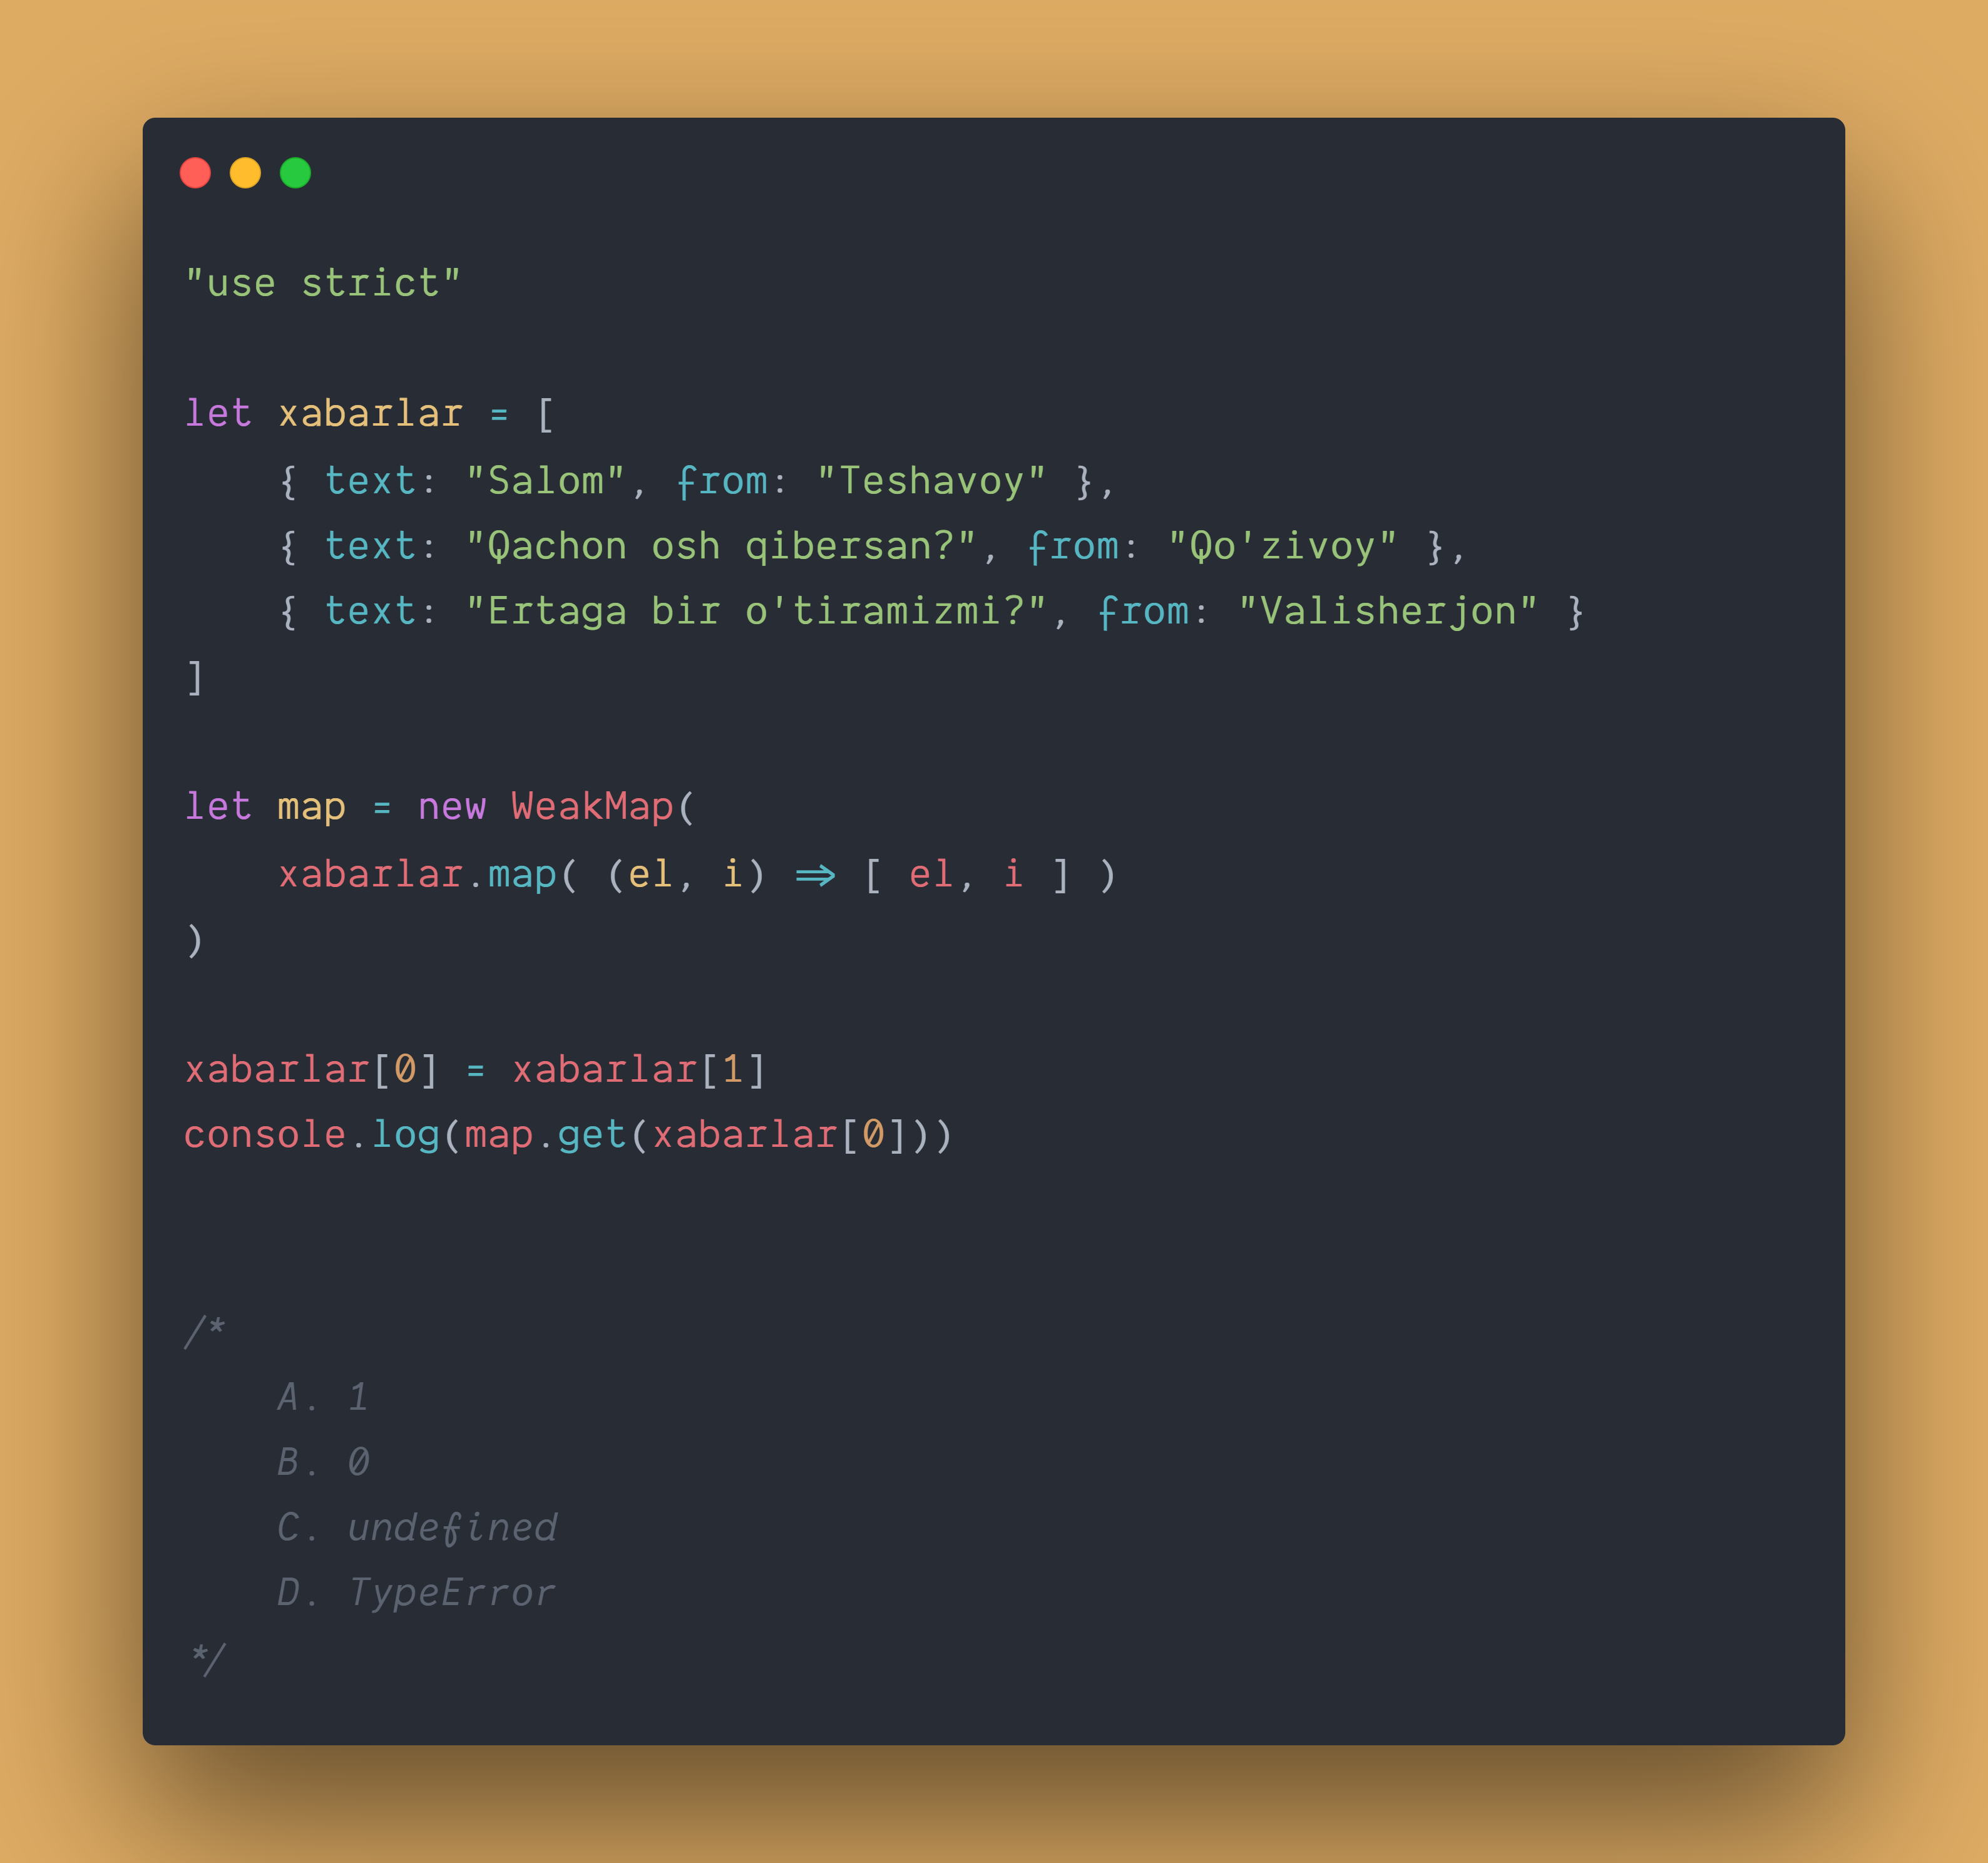 "use strict"
let xabarlar = [
    { text: "Salom", from: "Teshavoy" },
    { text: "Qachon osh qibersan?", from: "Qo'zivoy" },
    { text: "Ertaga bir o'tiramizmi?", from: "Valisherjon" }
]
let map = new WeakMap(
    xabarlar.map( (el, i) => [ el, i ] )
)
xabarlar[0] = xabarlar[1]
console.log(map.get(xabarlar[0]))
/*
    A. 1
    B. 0
    C. undefined
    D. TypeError
*/